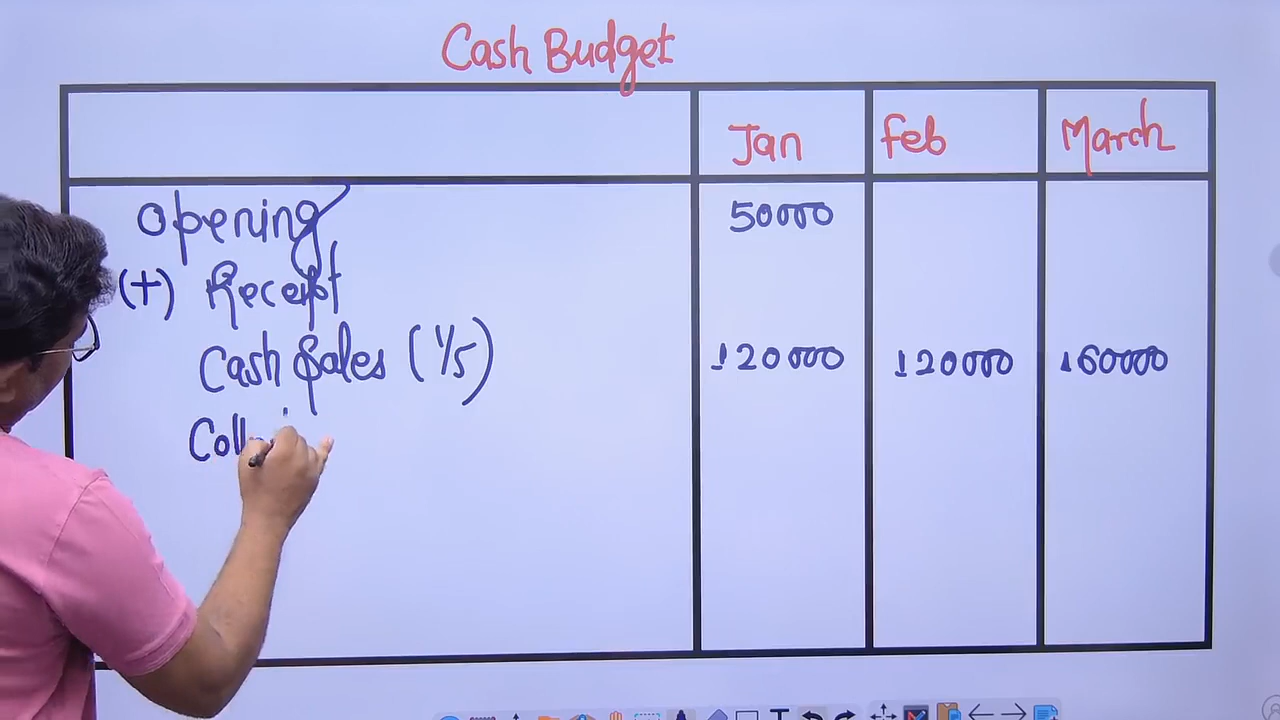 Cash Budget
Jan Feb March
Opening 50000
(+) Receipt
Cash Sales (1/5) 120000 120000 160000
Coll